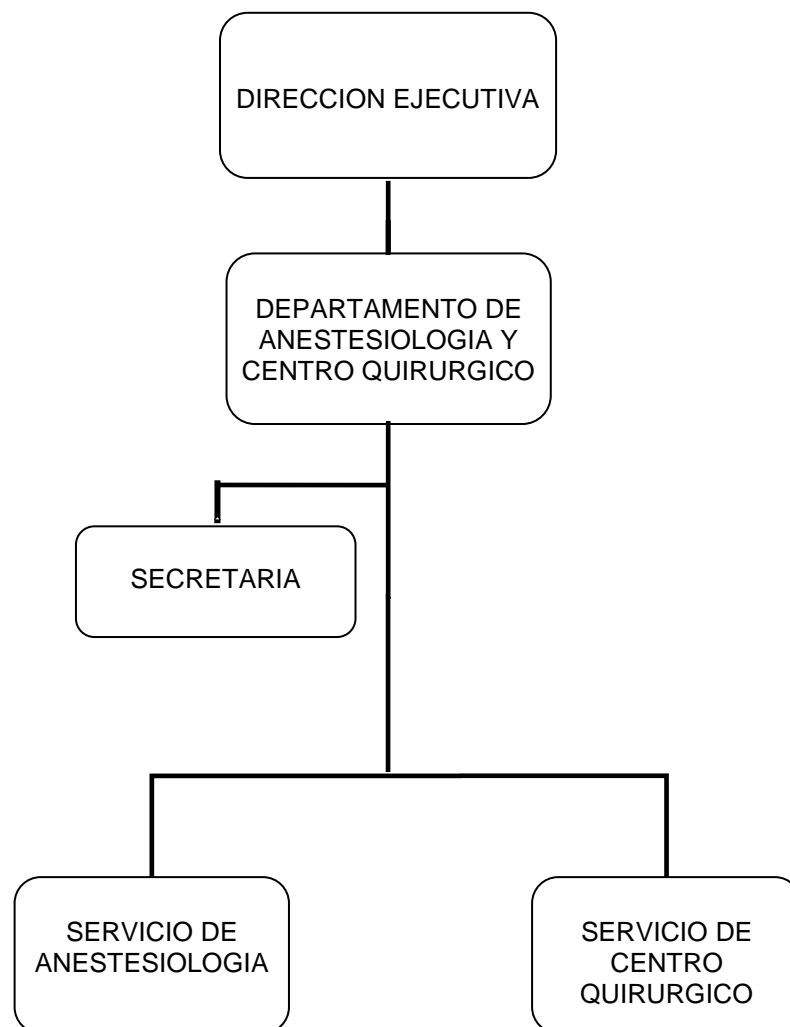 DIRECCION EJECUTIVA
DEPARTAMENTO DE
ANESTESIOLOGIA Y
CENTRO QUIRURGICO
SECRETARIA
SERVICIO DE
ANESTESIOLOGIA
SERVICIO DE
CENTRO
QUIRURGICO